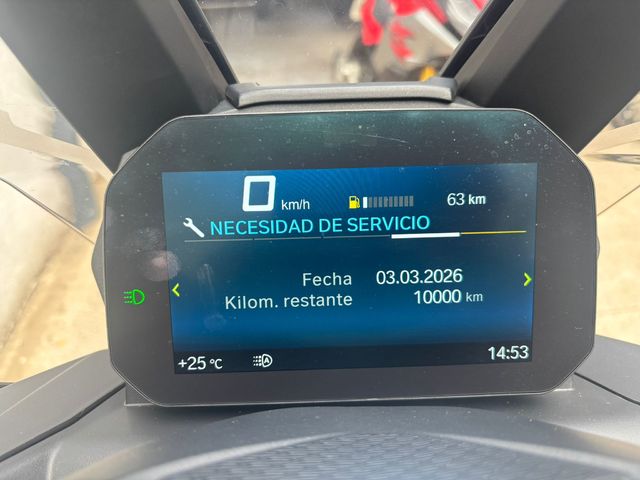 0 km/h 63 km
NECESIDAD DE SERVICIO
Fecha 03.03.2026
Kilom. restante 10000 km
+25 °C A 14:53